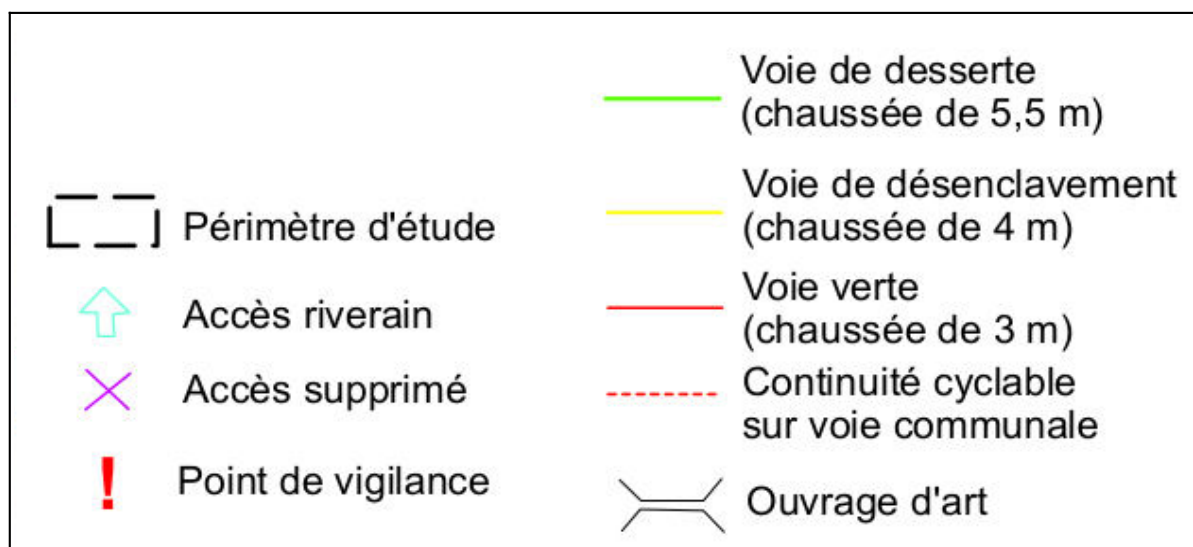 Périmètre d'étude
Accès riverain
Accès supprimé
Point de vigilance
Voie de desserte
(chaussée de 5,5 m)
Voie de désenclavement
(chaussée de 4 m)
Voie verte
(chaussée de 3 m)
Continuité cyclable
sur voie communale
Ouvrage d'art